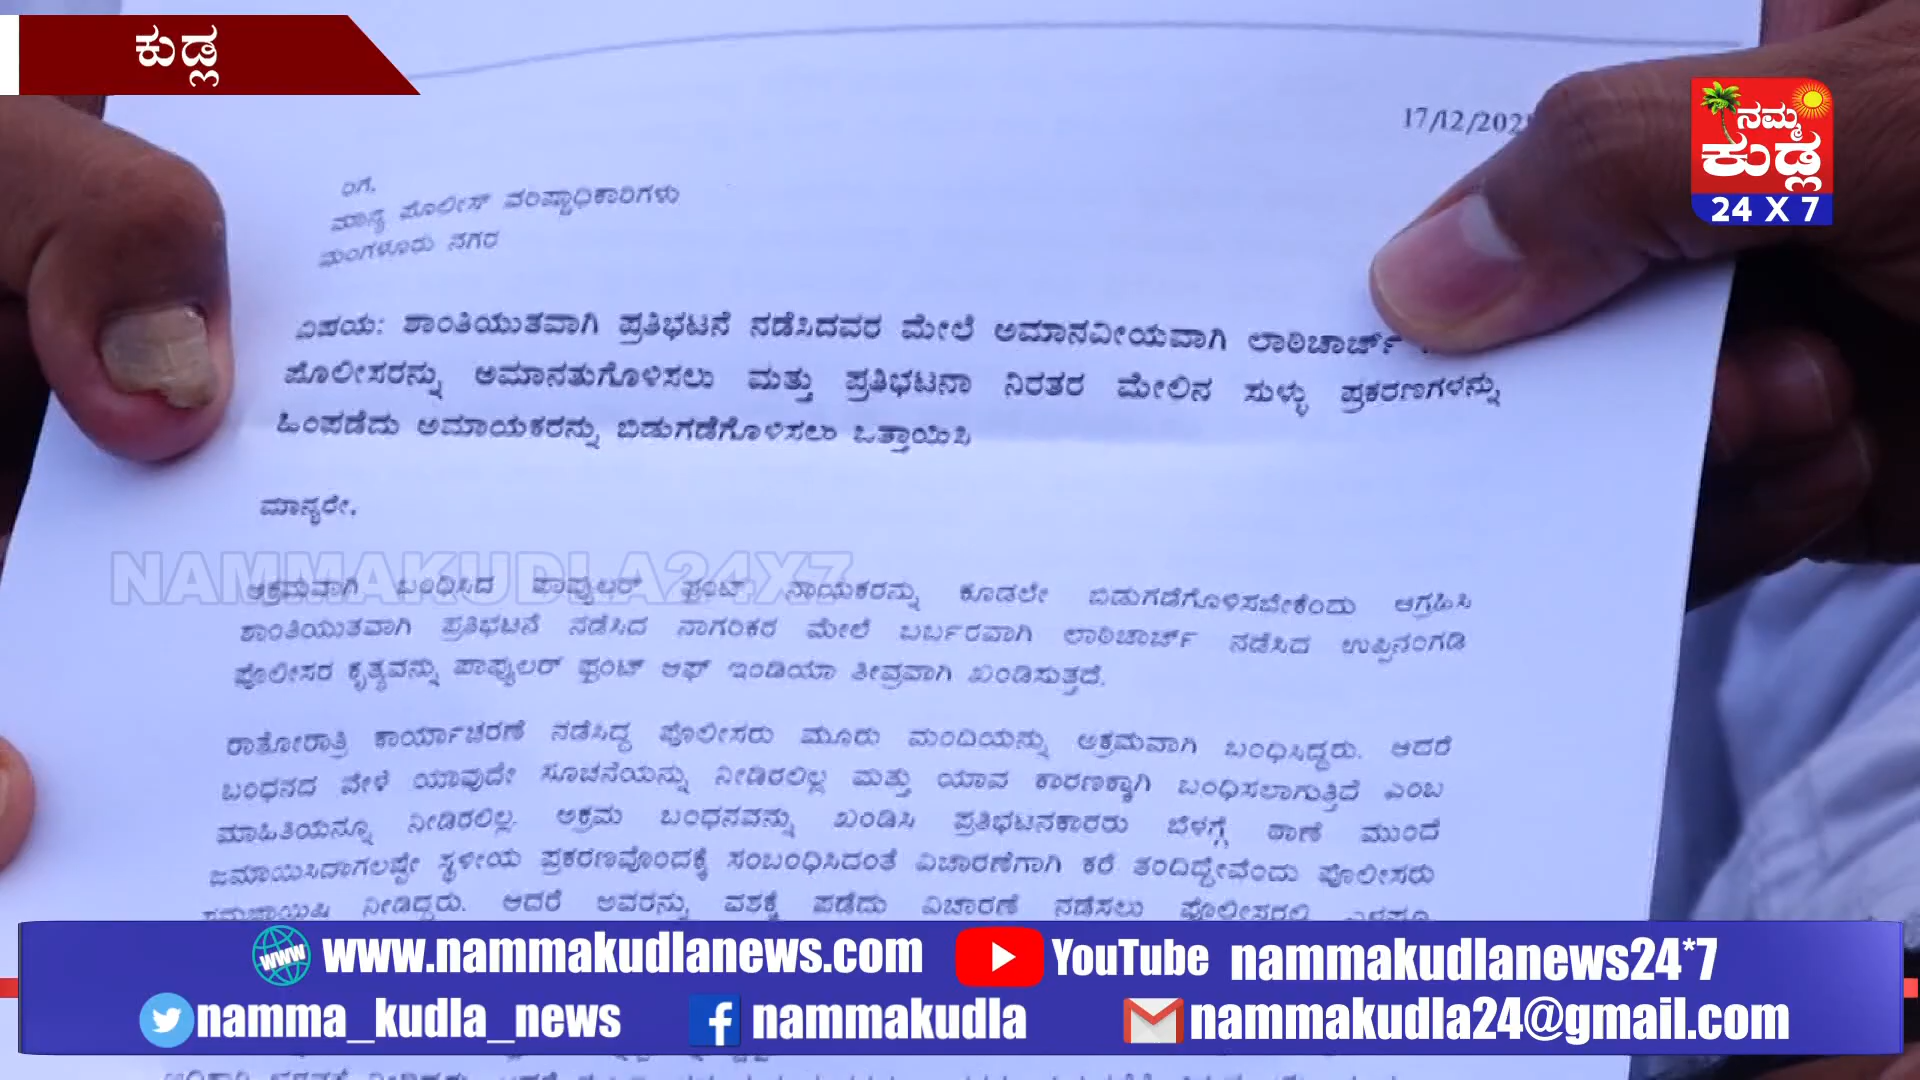 ಕುಡ್ಲ
ನಮ್ಮ
ಕುಡ್ಲ
24 X 7
17/12/202
ಮಾನ್ಯ ಪೊಲೀಸ್ ವರಿಷ್ಠಾಧಿಕಾರಿಗಳು
ಮಂಗಳೂರು ನಗರ
ವಿಷಯ: ಶಾಂತಿಯುತವಾಗಿ ಪ್ರತಿಭಟನೆ ನಡೆಸಿದವರ ಮೇಲೆ ಅಮಾನವೀಯವಾಗಿ ಲಾಠಿಚಾರ್ಜ್
ಪೊಲೀಸರನ್ನು ಅಮಾನತುಗೊಳಿಸಲು ಮತ್ತು ಪ್ರತಿಭಟನಾ ನಿರತರ ಮೇಲಿನ ಸುಳ್ಳು ಪ್ರಕರಣಗಳನ್ನು
ಹಿಂಪಡೆದು ಅಮಾಯಕರನ್ನು ಬಿಡುಗಡೆಗೊಳಿಸಲು ಒತ್ತಾಯಿಸಿ
ಮಾನ್ಯರೇ,
NAMMAKUDLA24X7
ಅಕ್ರಮವಾಗಿ ಬಂಧಿಸಿದ ಪಾಪ್ಯುಲರ್ ಫ್ರಂಟ್ ನಾಯಕರನ್ನು ಕೂಡಲೇ ಬಿಡುಗಡೆಗೊಳಿಸಬೇಕೆಂದು ಆಗ್ರಹಿಸಿ
ಶಾಂತಿಯುತವಾಗಿ ಪ್ರತಿಭಟನೆ ನಡೆಸಿದ ನಾಗರಿಕರ ಮೇಲೆ ಬರ್ಬರವಾಗಿ ಲಾಠಿಚಾರ್ಜ್ ನಡೆಸಿದ ಉಪ್ಪಿನಂಗಡಿ
ಪೊಲೀಸರ ಕೃತ್ಯವನ್ನು ಪಾಪ್ಯುಲರ್ ಫ್ರಂಟ್ ಆಫ್ ಇಂಡಿಯಾ ತೀವ್ರವಾಗಿ ಖಂಡಿಸುತ್ತದೆ.
ರಾತೋರಾತ್ರಿ ಕಾರ್ಯಾಚರಣೆ ನಡೆಸಿದ್ದ ಪೊಲೀಸರು ಮೂರು ಮಂದಿಯನ್ನು ಅಕ್ರಮವಾಗಿ ಬಂಧಿಸಿದ್ದರು. ಆದರೆ
ಬಂಧನದ ವೇಳೆ ಯಾವುದೇ ಸೂಚನೆಯನ್ನು ನೀಡಿರಲಿಲ್ಲ ಮತ್ತು ಯಾವ ಕಾರಣಕ್ಕಾಗಿ ಬಂಧಿಸಲಾಗುತ್ತಿದೆ ಎಂಬ
ಮಾಹಿತಿಯನ್ನೂ ನೀಡಿರಲಿಲ್ಲ. ಅಕ್ರಮ ಬಂಧನವನ್ನು ಖಂಡಿಸಿ ಪ್ರತಿಭಟನಕಾರರು ಬೆಳಗ್ಗೆ ಠಾಣೆ ಮುಂದೆ
ಜಮಾಯಿಸಿದಾಗಲಷ್ಟೇ ಸ್ಥಳೀಯ ಪ್ರಕರಣವೊಂದಕ್ಕೆ ಸಂಬಂಧಿಸಿದಂತೆ ವಿಚಾರಣೆಗಾಗಿ ಕರೆ ತಂದಿದ್ದೇವೆಂದು ಪೊಲೀಸರು
ನೀಡಿದ್ದರು. ಆದರೆ ಅವರನ್ನು ವಶಕ್ಕೆ ಪಡೆದು ವಿಚಾರಣೆ ನಡೆಸಲು
www.nammakudlanews.com YouTube nammakudlanews24*7
namma_kudla_news nammakudla nammakudla24@gmail.com